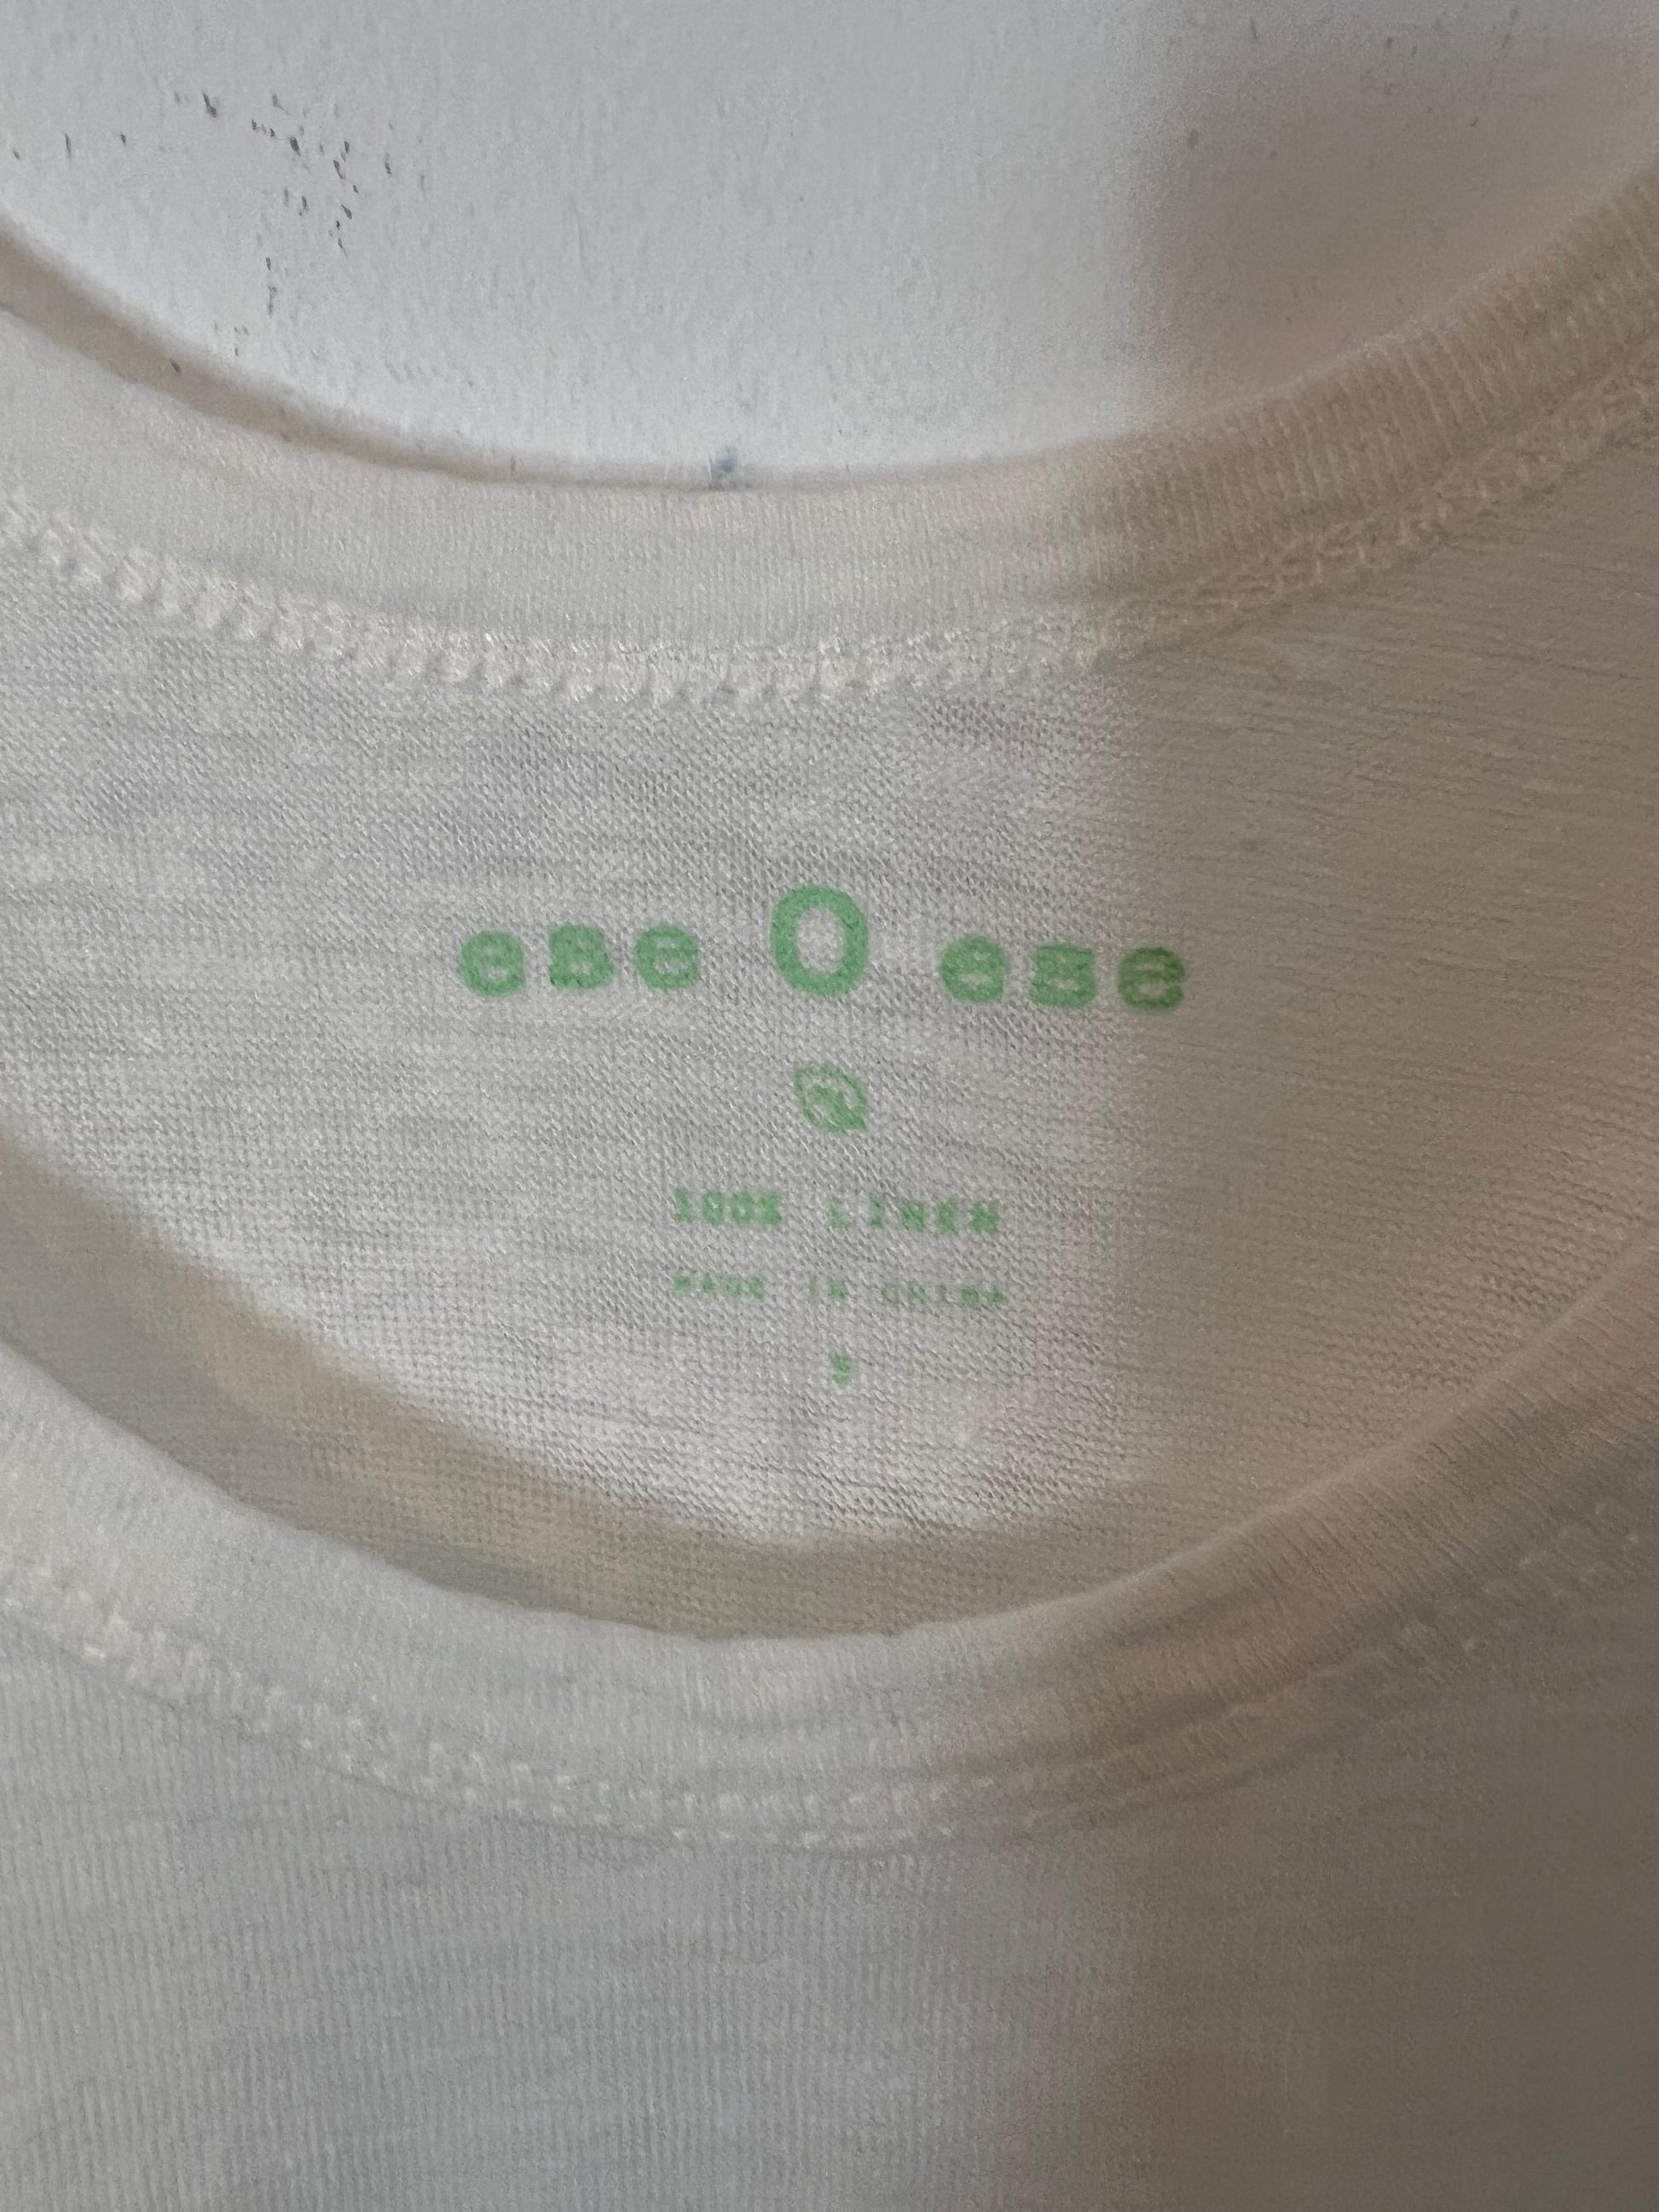 ese O ese
100% LINEN
MADE IN CHINA
S